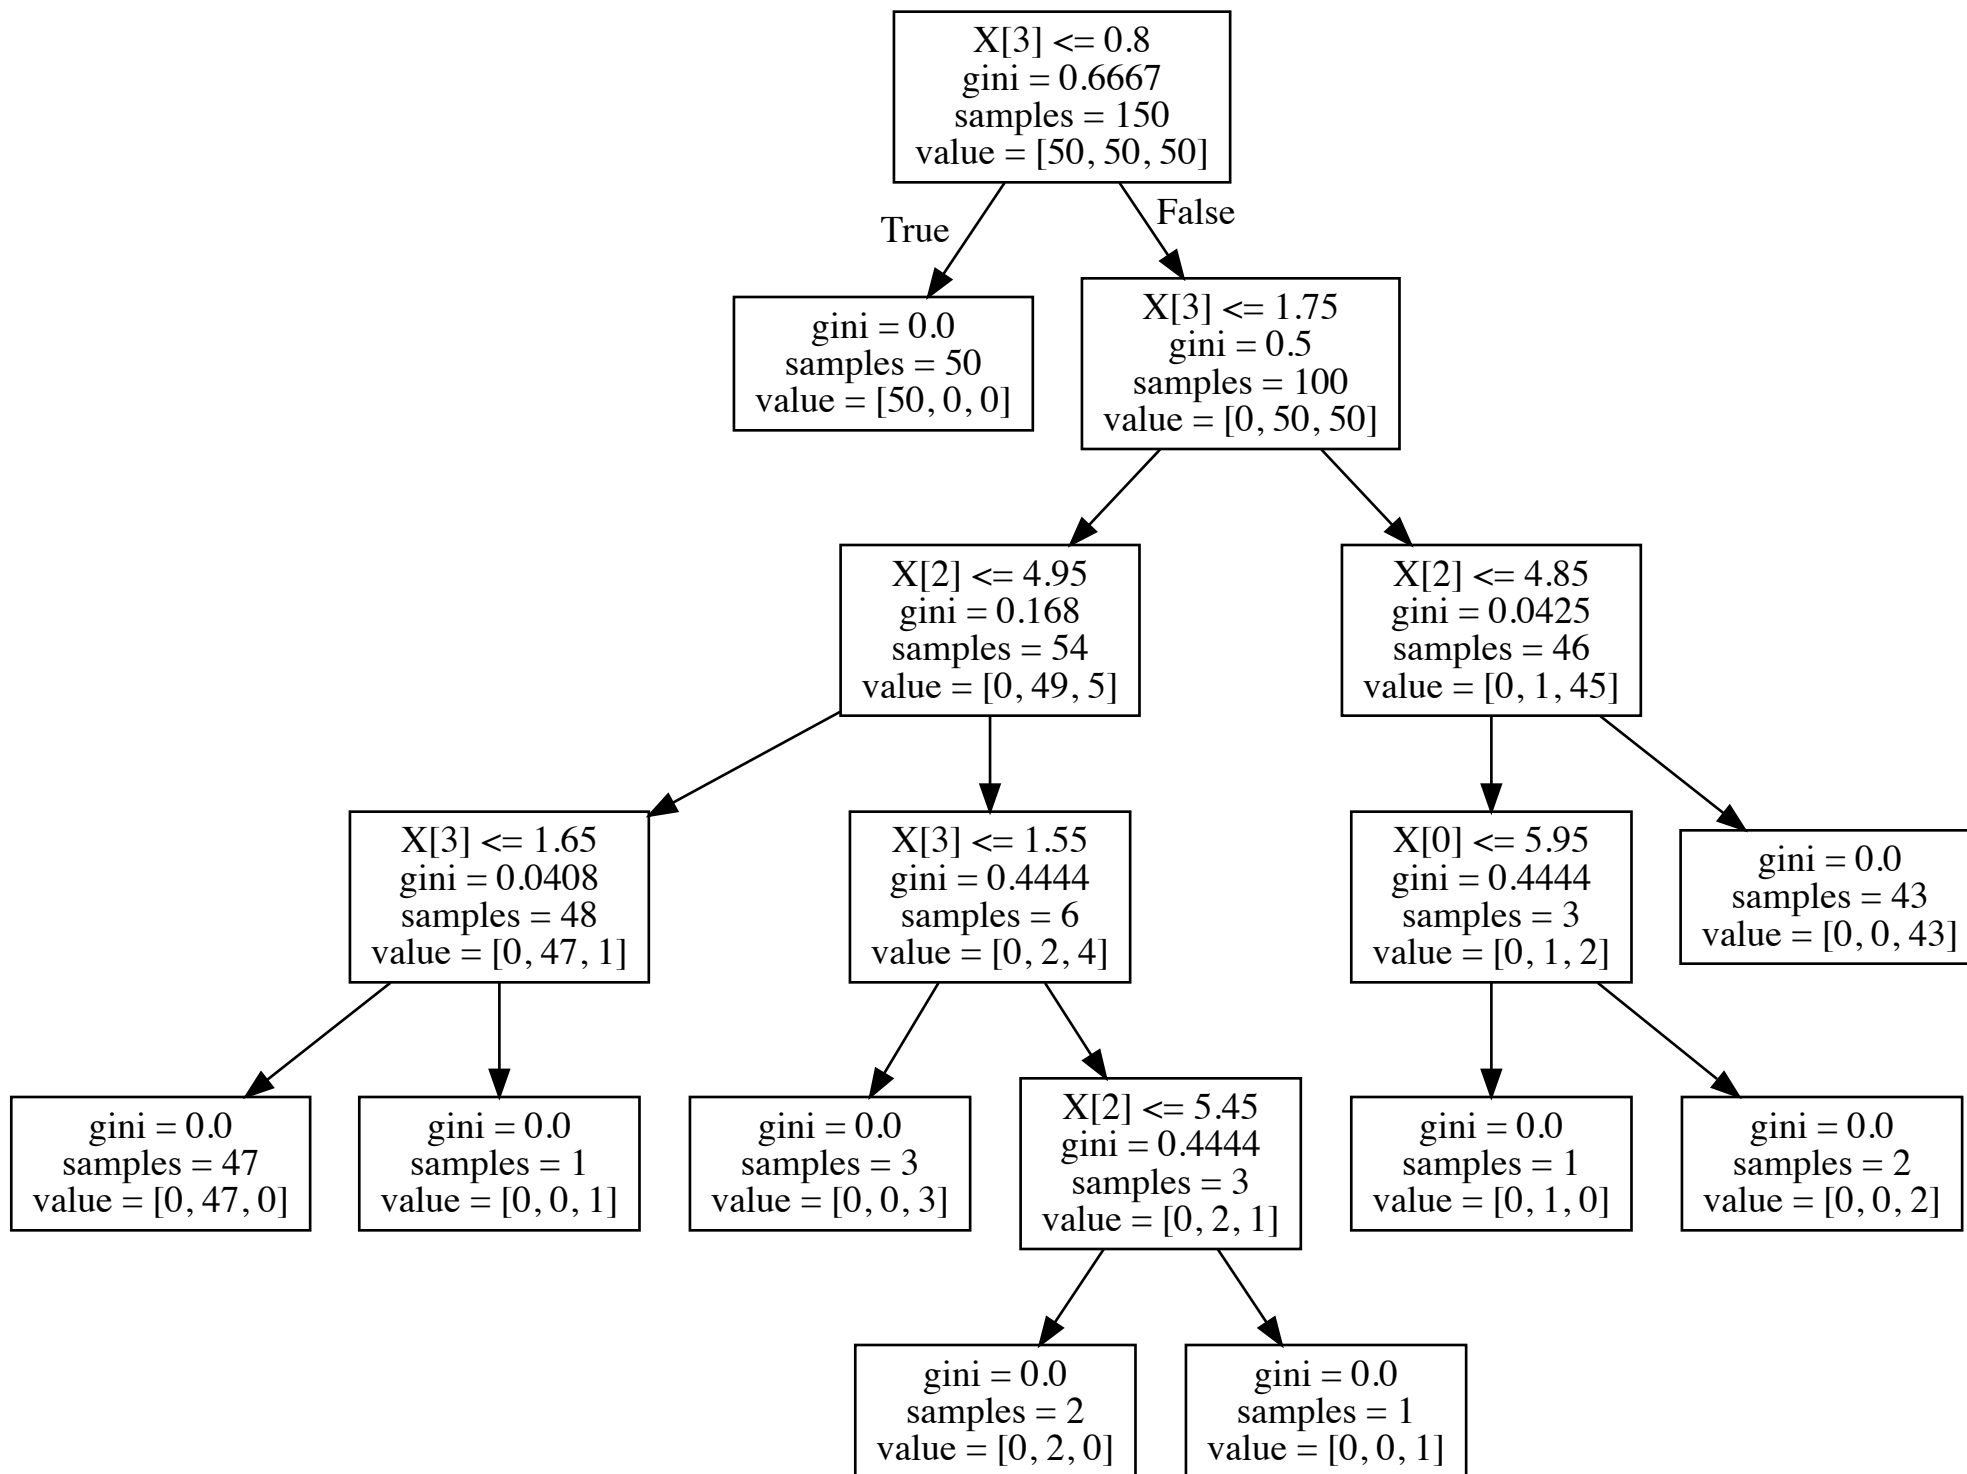 X[3] <= 0.8
gini = 0.6667
samples = 150
value = [50, 50, 50]
True
False
gini = 0.0
samples = 50
value = [50, 0, 0]
X[3] <= 1.75
gini = 0.5
samples = 100
value = [0, 50, 50]
X[2] <= 4.95
gini = 0.168
samples = 54
value = [0, 49, 5]
X[2] <= 4.85
gini = 0.0425
samples = 46
value = [0, 1, 45]
X[3] <= 1.65
gini = 0.0408
samples = 48
value = [0, 47, 1]
X[3] <= 1.55
gini = 0.4444
samples = 6
value = [0, 2, 4]
X[0] <= 5.95
gini = 0.4444
samples = 3
value = [0, 1, 2]
gini = 0.0
samples = 43
value = [0, 0, 43]
gini = 0.0
samples = 47
value = [0, 47, 0]
gini = 0.0
samples = 1
value = [0, 0, 1]
gini = 0.0
samples = 3
value = [0, 0, 3]
X[2] <= 5.45
gini = 0.4444
samples = 3
value = [0, 2, 1]
gini = 0.0
samples = 1
value = [0, 1, 0]
gini = 0.0
samples = 2
value = [0, 0, 2]
gini = 0.0
samples = 2
value = [0, 2, 0]
gini = 0.0
samples = 1
value = [0, 0, 1]